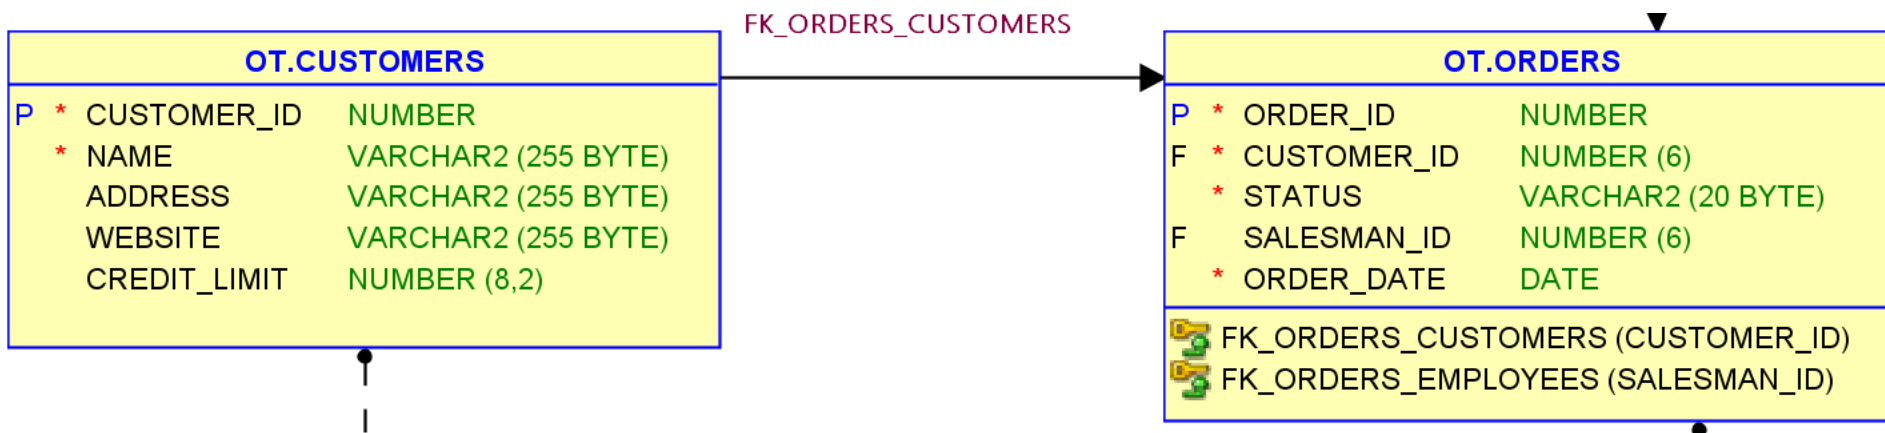 FK_ORDERS_CUSTOMERS
OT.CUSTOMERS
P * CUSTOMER_ID NUMBER
* NAME VARCHAR2 (255 BYTE)
ADDRESS VARCHAR2 (255 BYTE)
WEBSITE VARCHAR2 (255 BYTE)
CREDIT_LIMIT NUMBER (8,2)
OT.ORDERS
P * ORDER_ID NUMBER
F * CUSTOMER_ID NUMBER (6)
* STATUS VARCHAR2 (20 BYTE)
F SALESMAN_ID NUMBER (6)
* ORDER_DATE DATE
FK_ORDERS_CUSTOMERS (CUSTOMER_ID)
FK_ORDERS_EMPLOYEES (SALESMAN_ID)